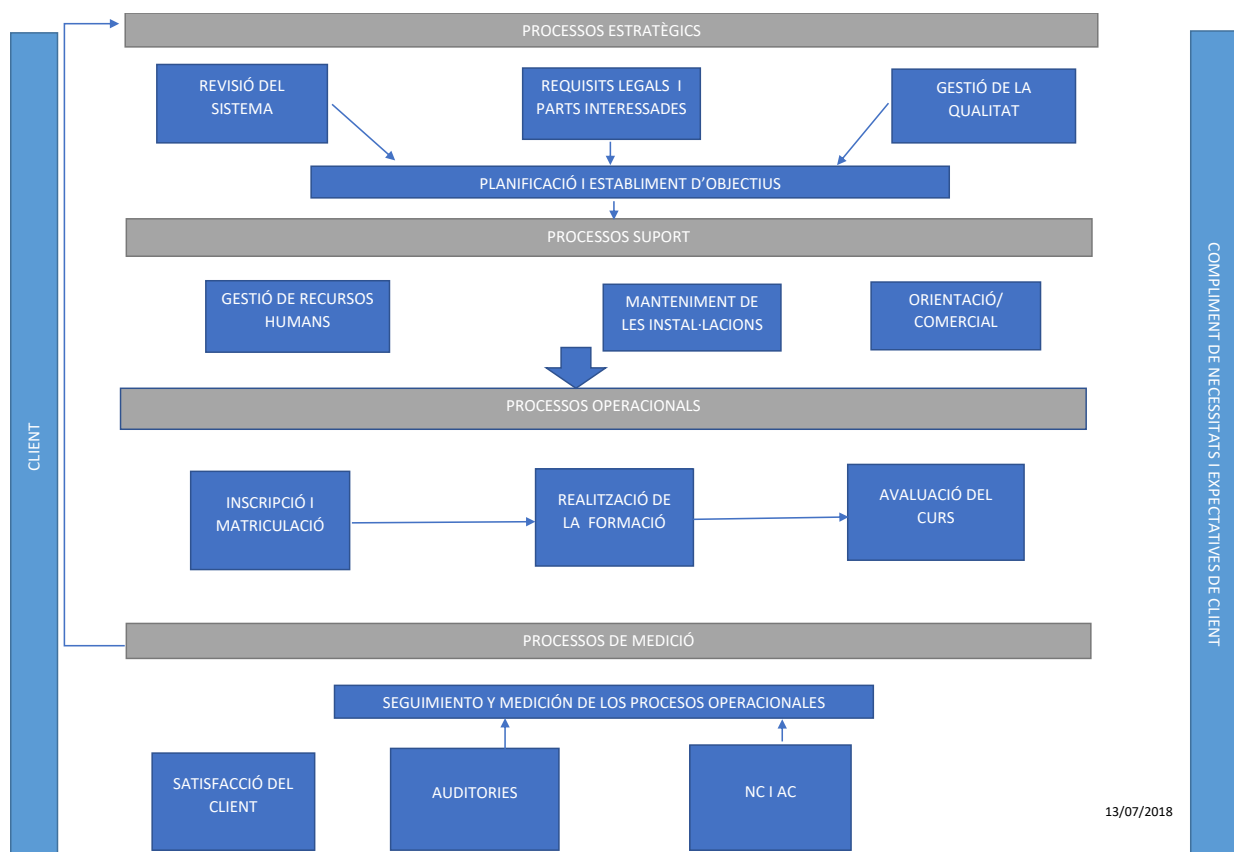 PROCESSOS ESTRATÈGICS
REVISIÓ DEL
SISTEMA
REQUISITS LEGALS I
PARTS INTERESSADES
GESTIÓ DE LA
QUALITAT
PLANIFICACIÓ I ESTABLIMENT D’OBJECTIUS
PROCESSOS SUPORT
GESTIÓ DE RECURSOS
HUMANS
MANTENIMENT DE
LES INSTAL·LACIONS
ORIENTACIÓ/
COMERCIAL
PROCESSOS OPERACIONALS
CLIENT
INSCRIPCIÓ I
MATRICULACIÓ
REALITZACIÓ DE
LA FORMACIÓ
AVALUACIÓ DEL
CURS
COMPLIMENT DE NECESSITATS I EXPECTATIVES DE CLIENT
PROCESSOS DE MEDICIÓ
SEGUIMIENTO Y MEDICIÓN DE LOS PROCESOS OPERACIONALES
SATISFACCIÓ DEL
CLIENT
AUDITORIES
NC I AC
13/07/2018